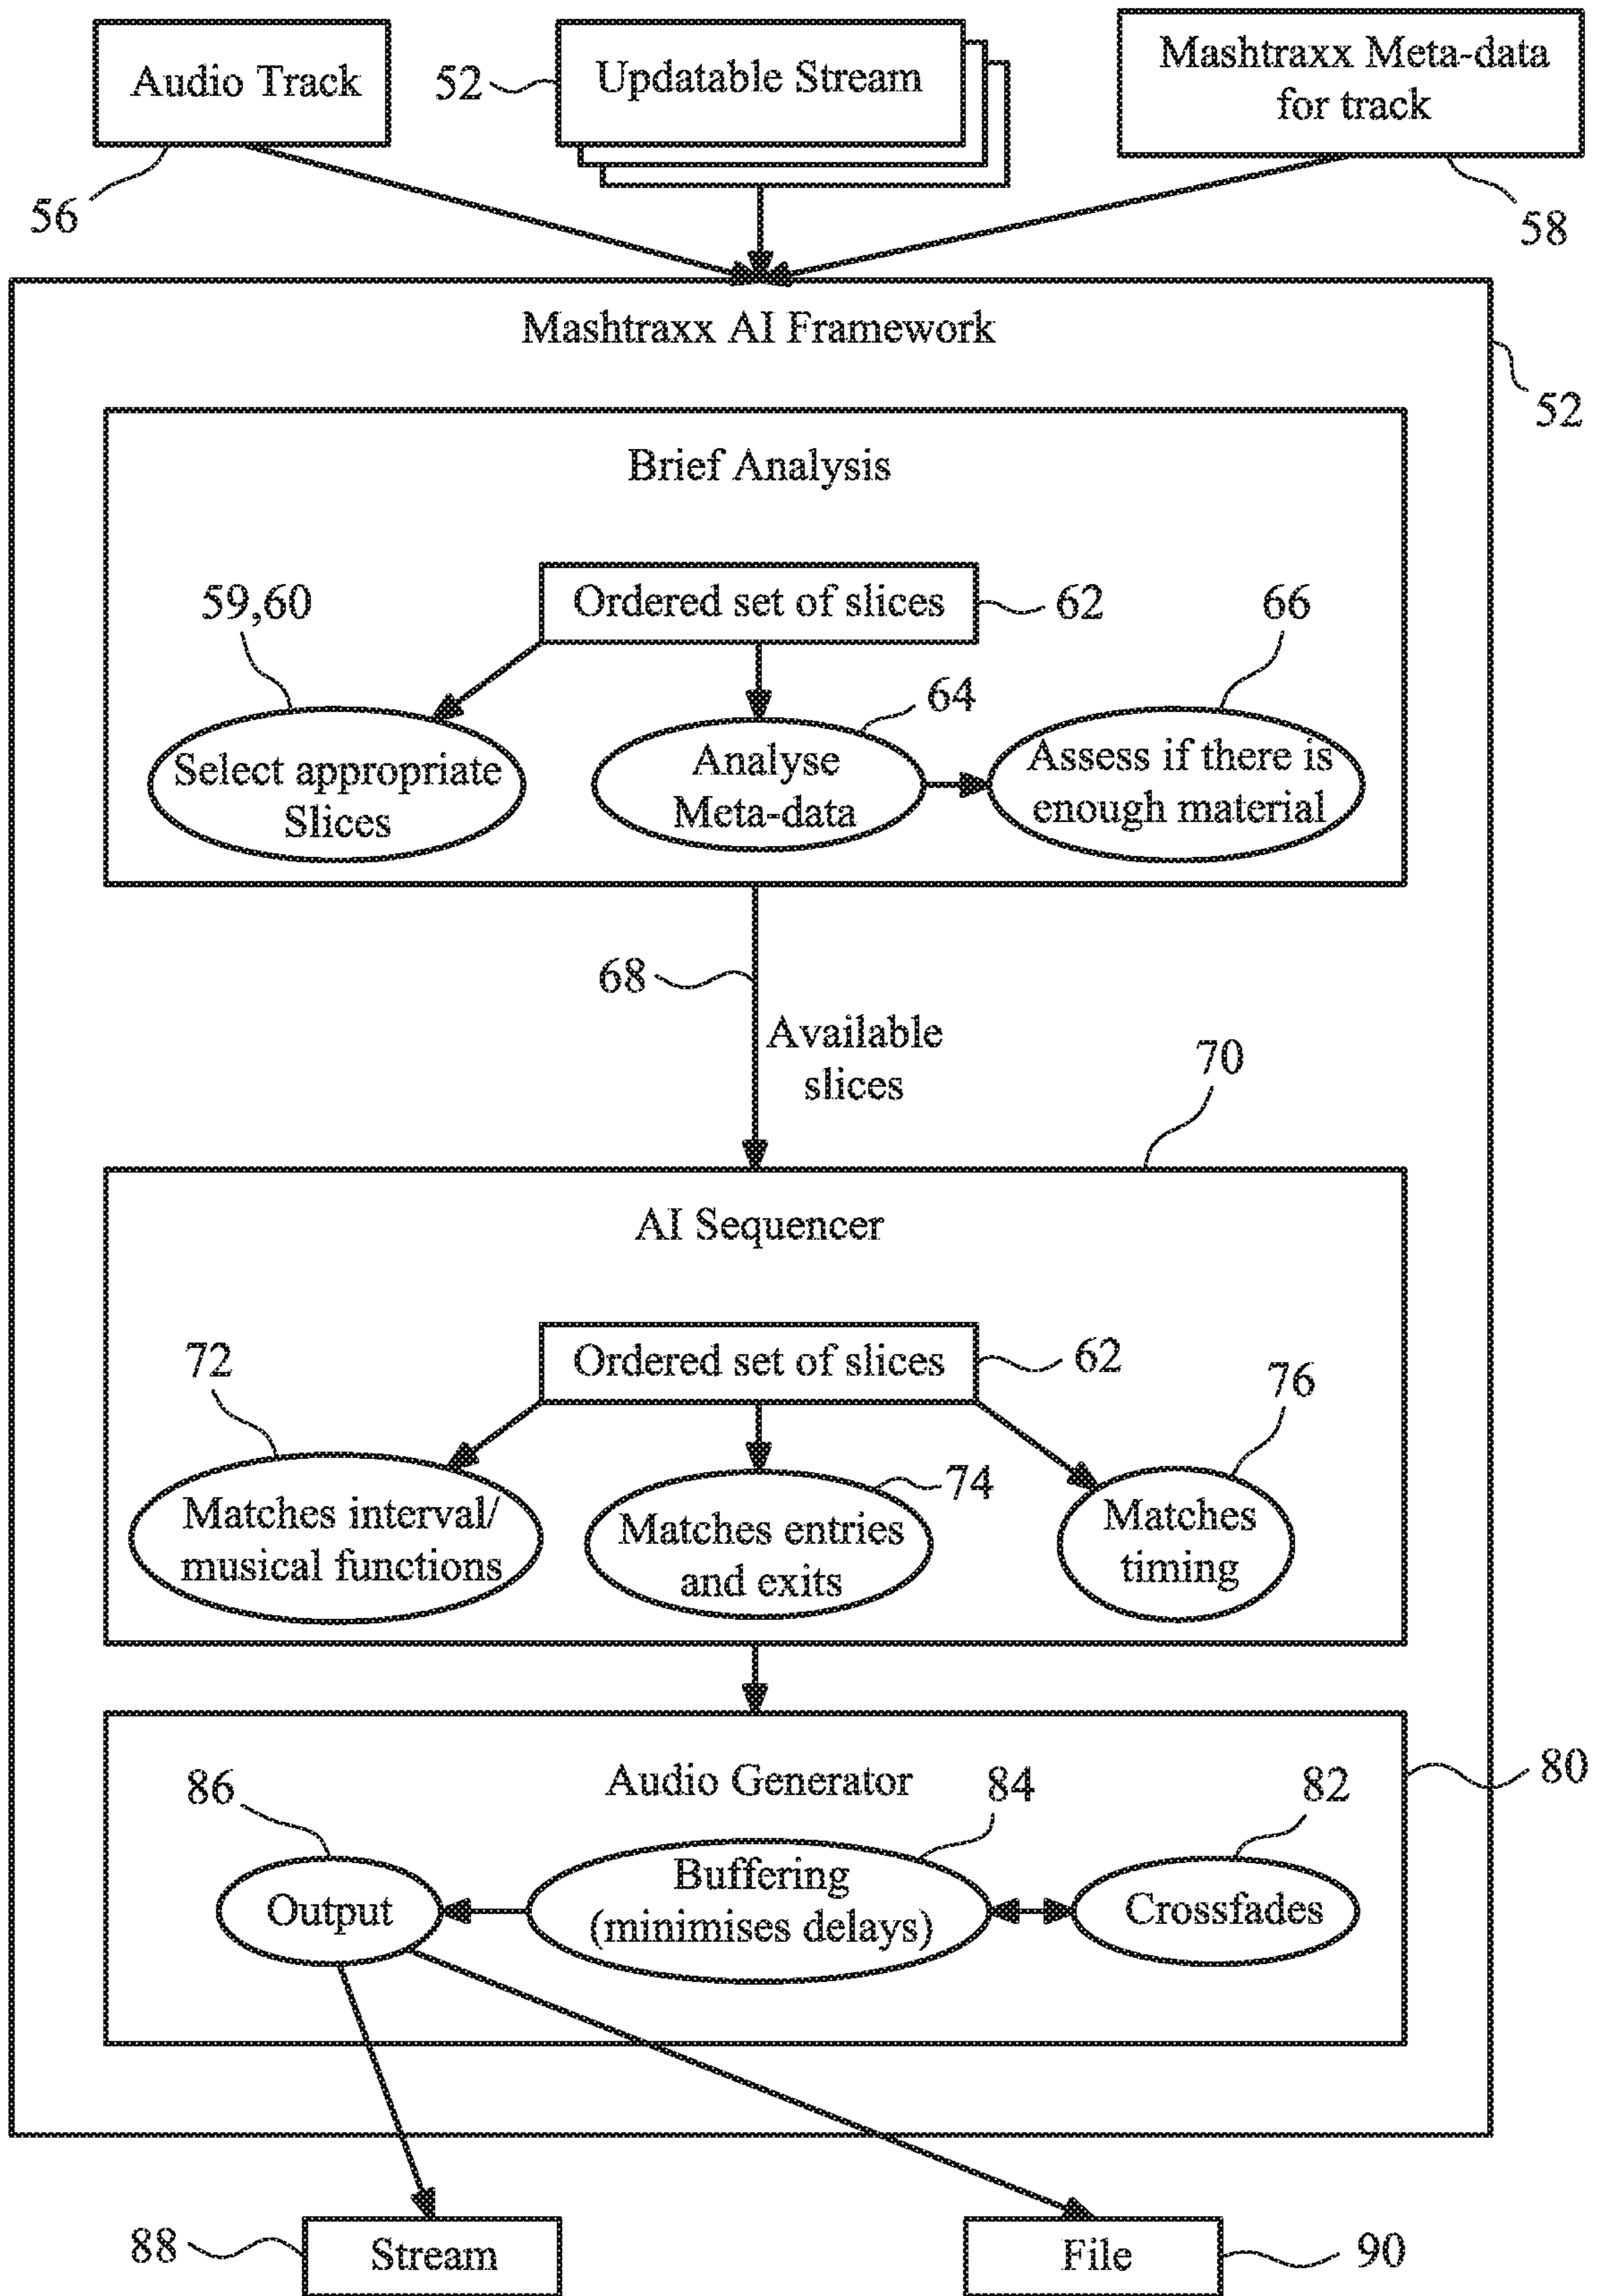 Audio Track
52
Updatable Stream
Mashtraxx Meta-data
for track
56
58
Mashtraxx AI Framework
52
Brief Analysis
59,60
Ordered set of slices
62
66
64
Select appropriate
Slices
Analyse
Meta-data
Assess if there is
enough material
68
Available
slices
70
AI Sequencer
72
Ordered set of slices
62
76
74
Matches interval/
musical functions
Matches entries
and exits
Matches
timing
80
86
Audio Generator
84
82
Output
Buffering
(minimises delays)
Crossfades
88
Stream
File
90